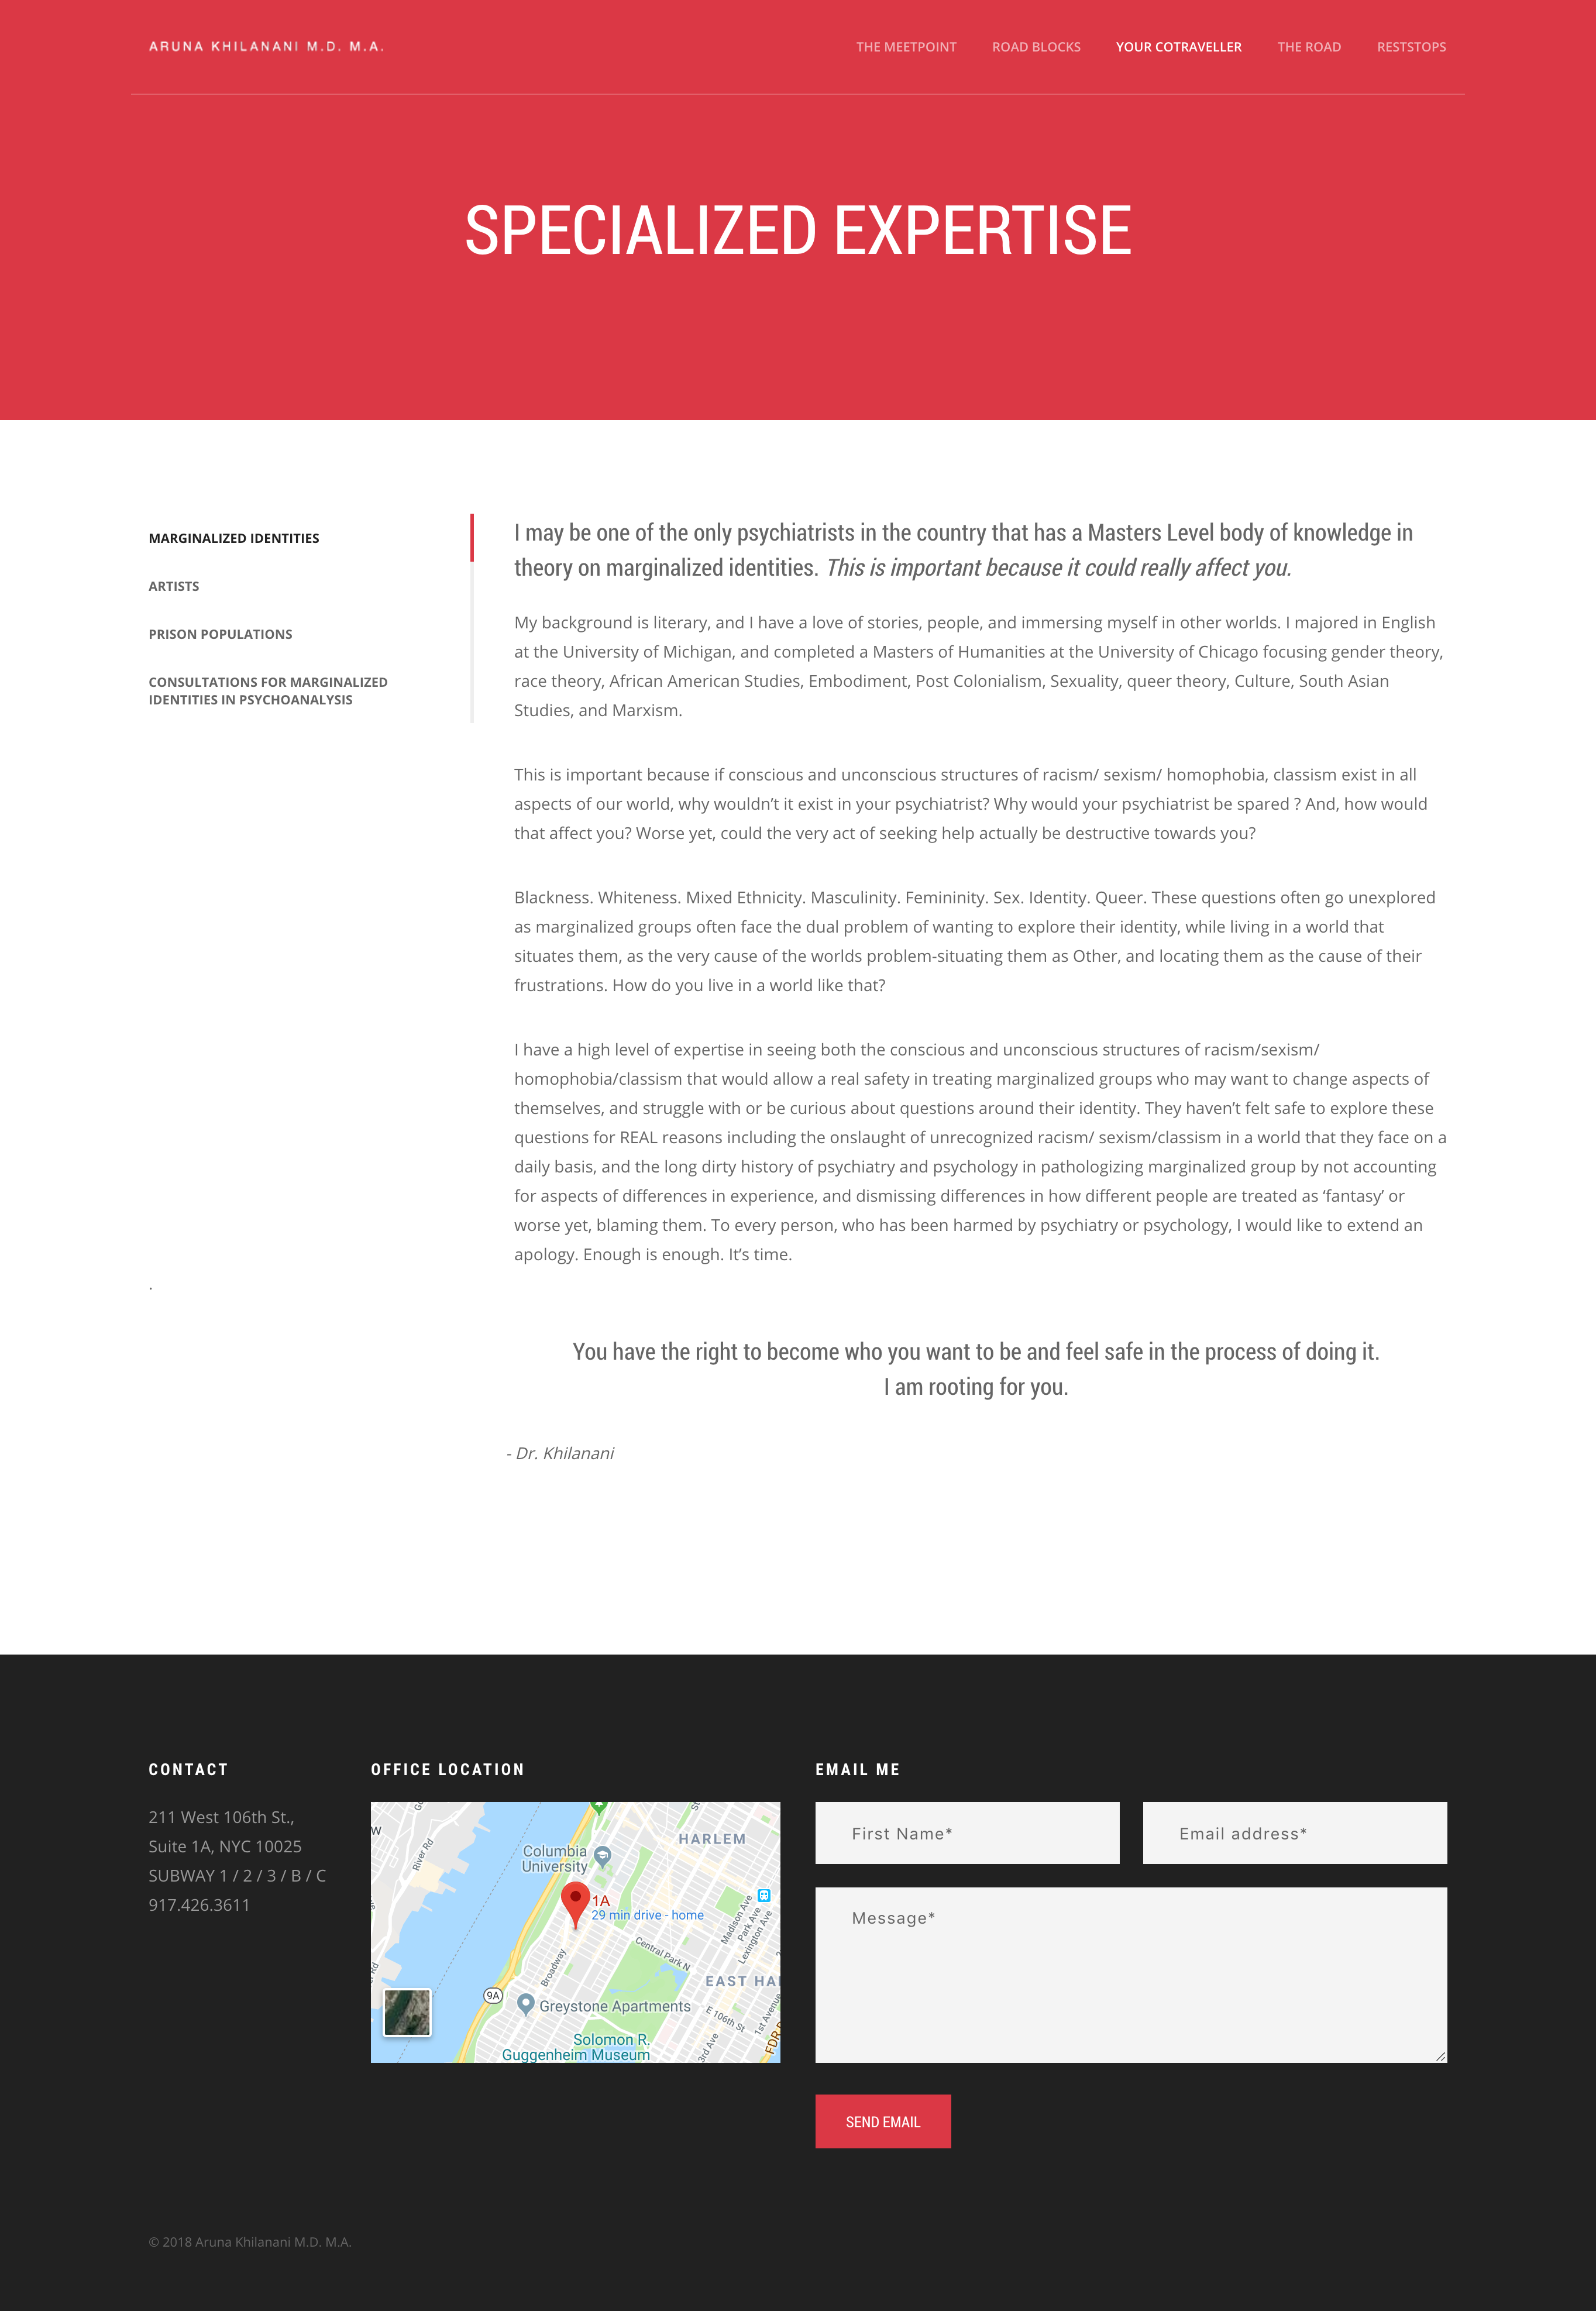 ARUNA KHILANANI M.D. M.A.
THE MEETPOINT
ROAD BLOCKS
YOUR COTRAVELLER
THE ROAD
RESTSTOPS
SPECIALIZED EXPERTISE
MARGINALIZED IDENTITIES
ARTISTS
PRISON POPULATIONS
CONSULTATIONS FOR MARGINALIZED
IDENTITIES IN PSYCHOANALYSIS
.
I may be one of the only psychiatrists in the country that has a Masters Level body of knowledge in
theory on marginalized identities. This is important because it could really affect you.
My background is literary, and I have a love of stories, people, and immersing myself in other worlds. I majored in English
at the University of Michigan, and completed a Masters of Humanities at the University of Chicago focusing gender theory,
race theory, African American Studies, Embodiment, Post Colonialism, Sexuality, queer theory, Culture, South Asian
Studies, and Marxism.
This is important because if conscious and unconscious structures of racism/ sexism/ homophobia, classism exist in all
aspects of our world, why wouldn’t it exist in your psychiatrist? Why would your psychiatrist be spared ? And, how would
that affect you? Worse yet, could the very act of seeking help actually be destructive towards you?
Blackness. Whiteness. Mixed Ethnicity. Masculinity. Femininity. Sex. Identity. Queer. These questions often go unexplored
as marginalized groups often face the dual problem of wanting to explore their identity, while living in a world that
situates them, as the very cause of the worlds problem-situating them as Other, and locating them as the cause of their
frustrations. How do you live in a world like that?
I have a high level of expertise in seeing both the conscious and unconscious structures of racism/sexism/
homophobia/classism that would allow a real safety in treating marginalized groups who may want to change aspects of
themselves, and struggle with or be curious about questions around their identity. They haven’t felt safe to explore these
questions for REAL reasons including the onslaught of unrecognized racism/ sexism/classism in a world that they face on a
daily basis, and the long dirty history of psychiatry and psychology in pathologizing marginalized group by not accounting
for aspects of differences in experience, and dismissing differences in how different people are treated as ‘fantasy’ or
worse yet, blaming them. To every person, who has been harmed by psychiatry or psychology, I would like to extend an
apology. Enough is enough. It’s time.
You have the right to become who you want to be and feel safe in the process of doing it.
I am rooting for you.
- Dr. Khilanani
CONTACT
211 West 106th St.,
Suite 1A, NYC 10025
SUBWAY 1 / 2 / 3 / B / C
917.426.3611
OFFICE LOCATION
W
River Rd
HARLEM
Columbia
University
1A
29 min drive - home
Madison Ave
Park Ave
Lexington Ave
Central Park N
Broadway
EAST HA
9A
Greystone Apartments
E 106th St
1st Avenue
3rd Ave
FDR D
Solomon R.
Guggenheim Museum
EMAIL ME
First Name*
Email address*
Message*
SEND EMAIL
© 2018 Aruna Khilanani M.D. M.A.